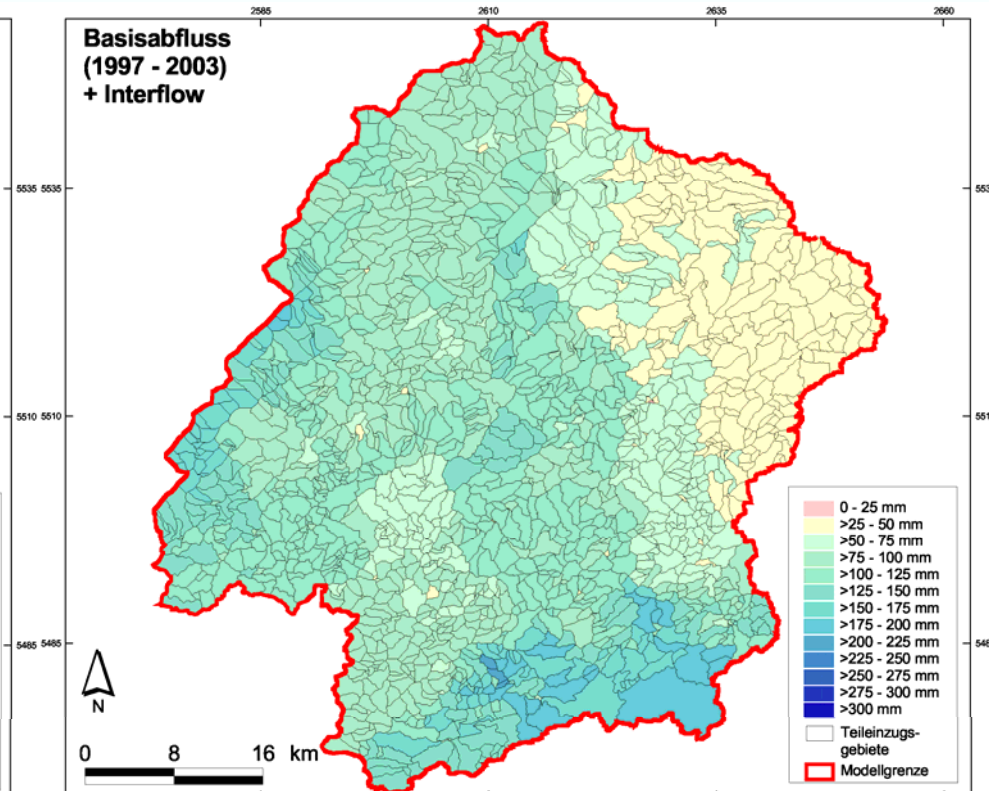 2585 2610 2635 2660
Basisabfluss
(1997 - 2003)
+ Interflow
5535 5535
5510 5510
5485 5485
N
0 8 16 km
0 - 25 mm
>25 - 50 mm
>50 - 75 mm
>75 - 100 mm
>100 - 125 mm
>125 - 150 mm
>150 - 175 mm
>175 - 200 mm
>200 - 225 mm
>225 - 250 mm
>250 - 275 mm
>275 - 300 mm
>300 mm
Teileinzugs-
gebiete
Modellgrenze